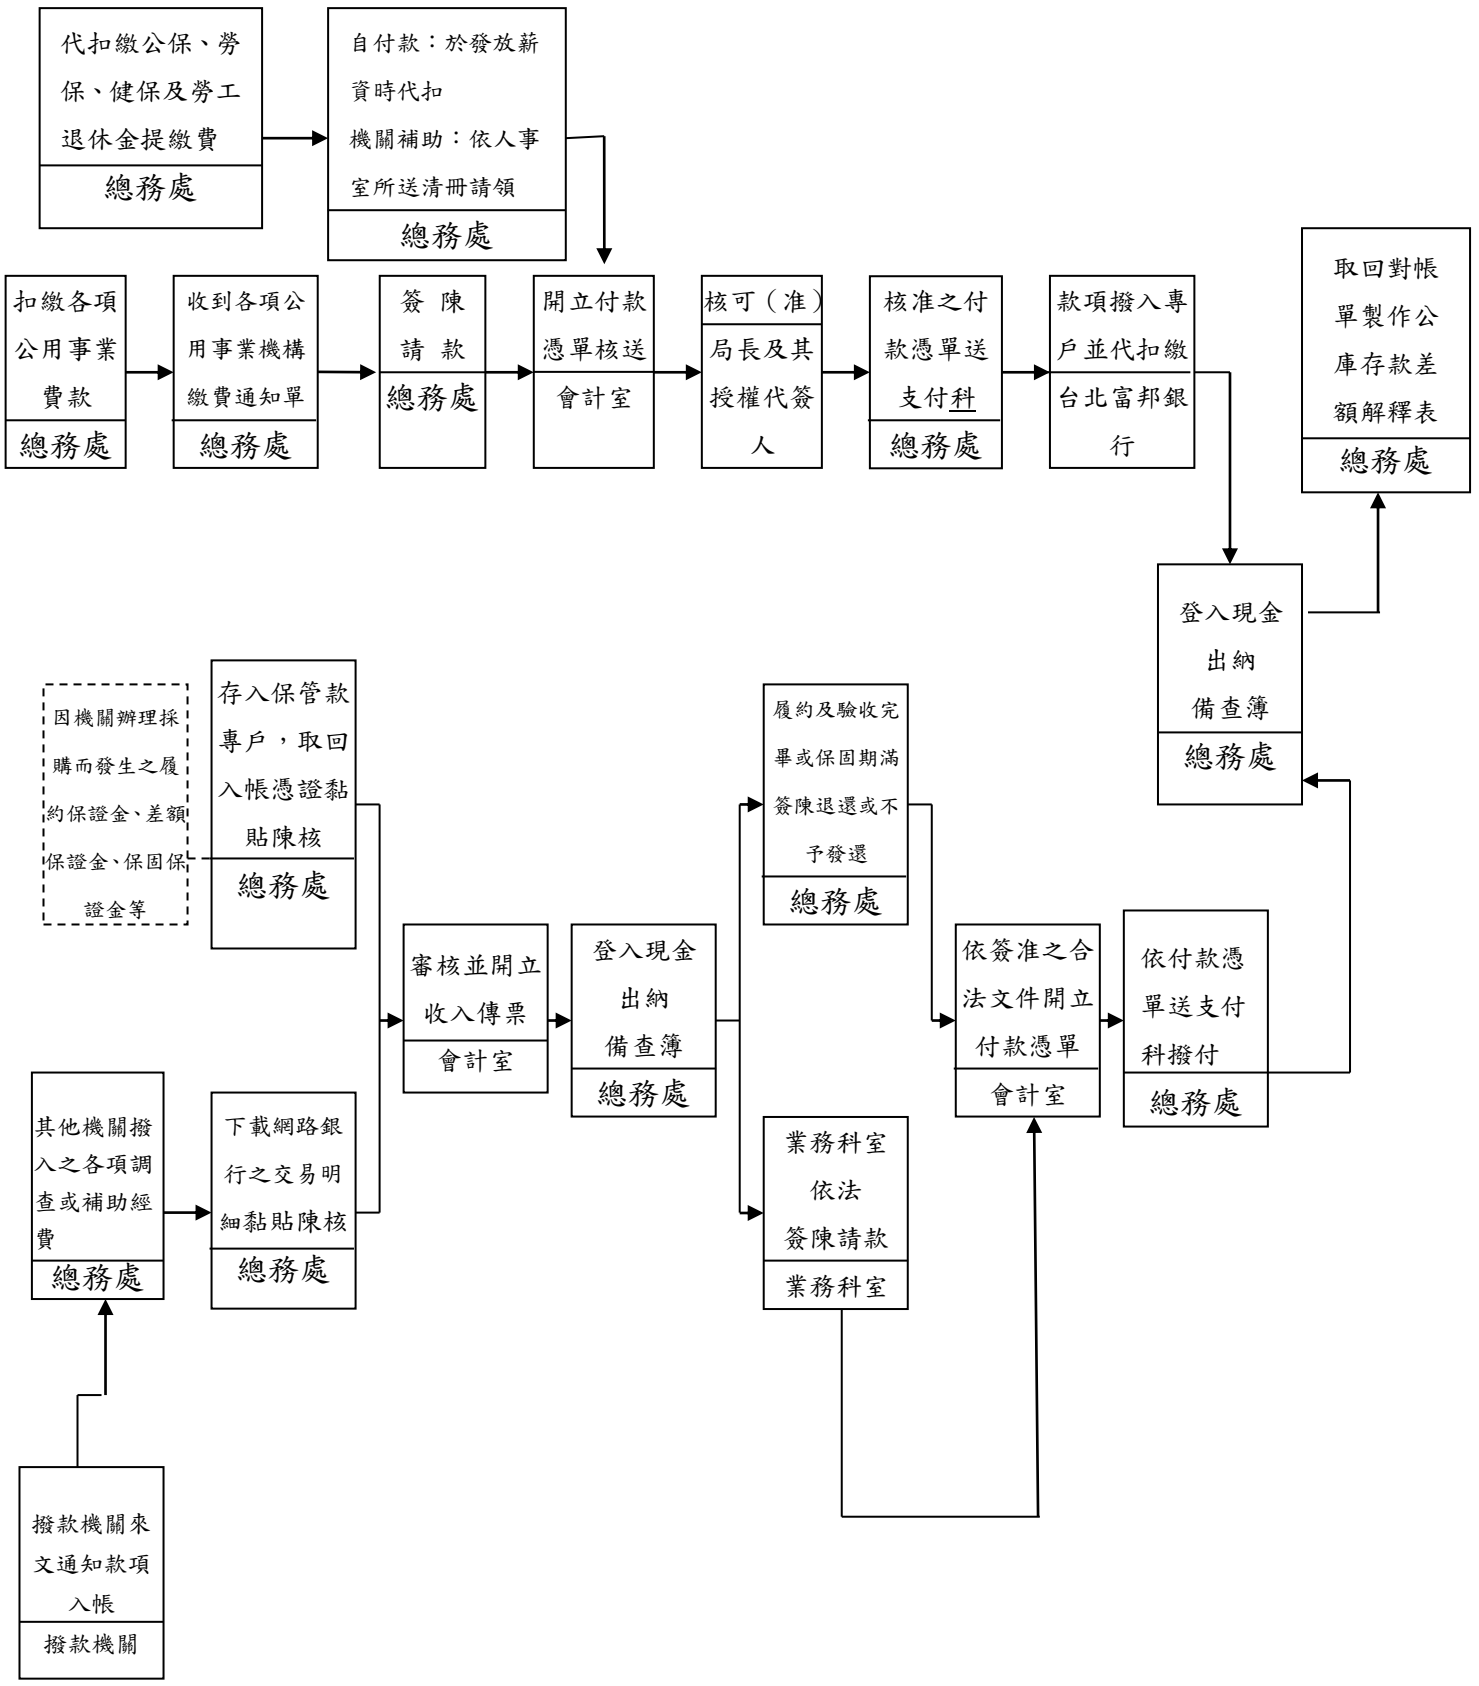 代扣繳公保、勞
保、健保及勞工
退休金提繳費
總務處
自付款：於發放薪
資時代扣
機關補助：依人事
室所送清冊請領
總務處
扣繳各項
公用事業
費款
總務處
收到各項公
用事業機構
繳費通知單
總務處
簽 陳
請 款
總務處
開立付款
憑單核送
會計室
核可（准）
局長及其
授權代簽
人
核准之付
款憑單送
支付科
總務處
款項撥入專
戶並代扣繳
台北富邦銀
行
取回對帳
單製作公
庫存款差
額解釋表
總務處
登入現金
出納
備查簿
總務處
因機關辦理採
購而發生之履
約保證金、差額
保證金、保固保
證金等
存入保管款
專戶，取回
入帳憑證黏
貼陳核
總務處
審核並開立
收入傳票
會計室
登入現金
出納
備查簿
總務處
履約及驗收完
畢或保固期滿
簽陳退還或不
予發還
總務處
依簽准之合
法文件開立
付款憑單
會計室
依付款憑
單送支付
科撥付
總務處
其他機關撥
入之各項調
查或補助經
費
總務處
下載網路銀
行之交易明
細黏貼陳核
總務處
業務科室
依法
簽陳請款
業務科室
撥款機關來
文通知款項
入帳
撥款機關